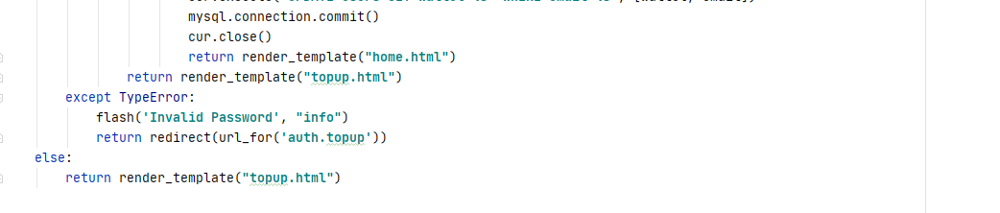 mysql.connection.commit()
cur.close()
return render_template("home.html")
return render_template("topup.html")
except TypeError:
flash('Invalid Password', "info")
return redirect(url_for('auth.topup'))
else:
return render_template("topup.html")